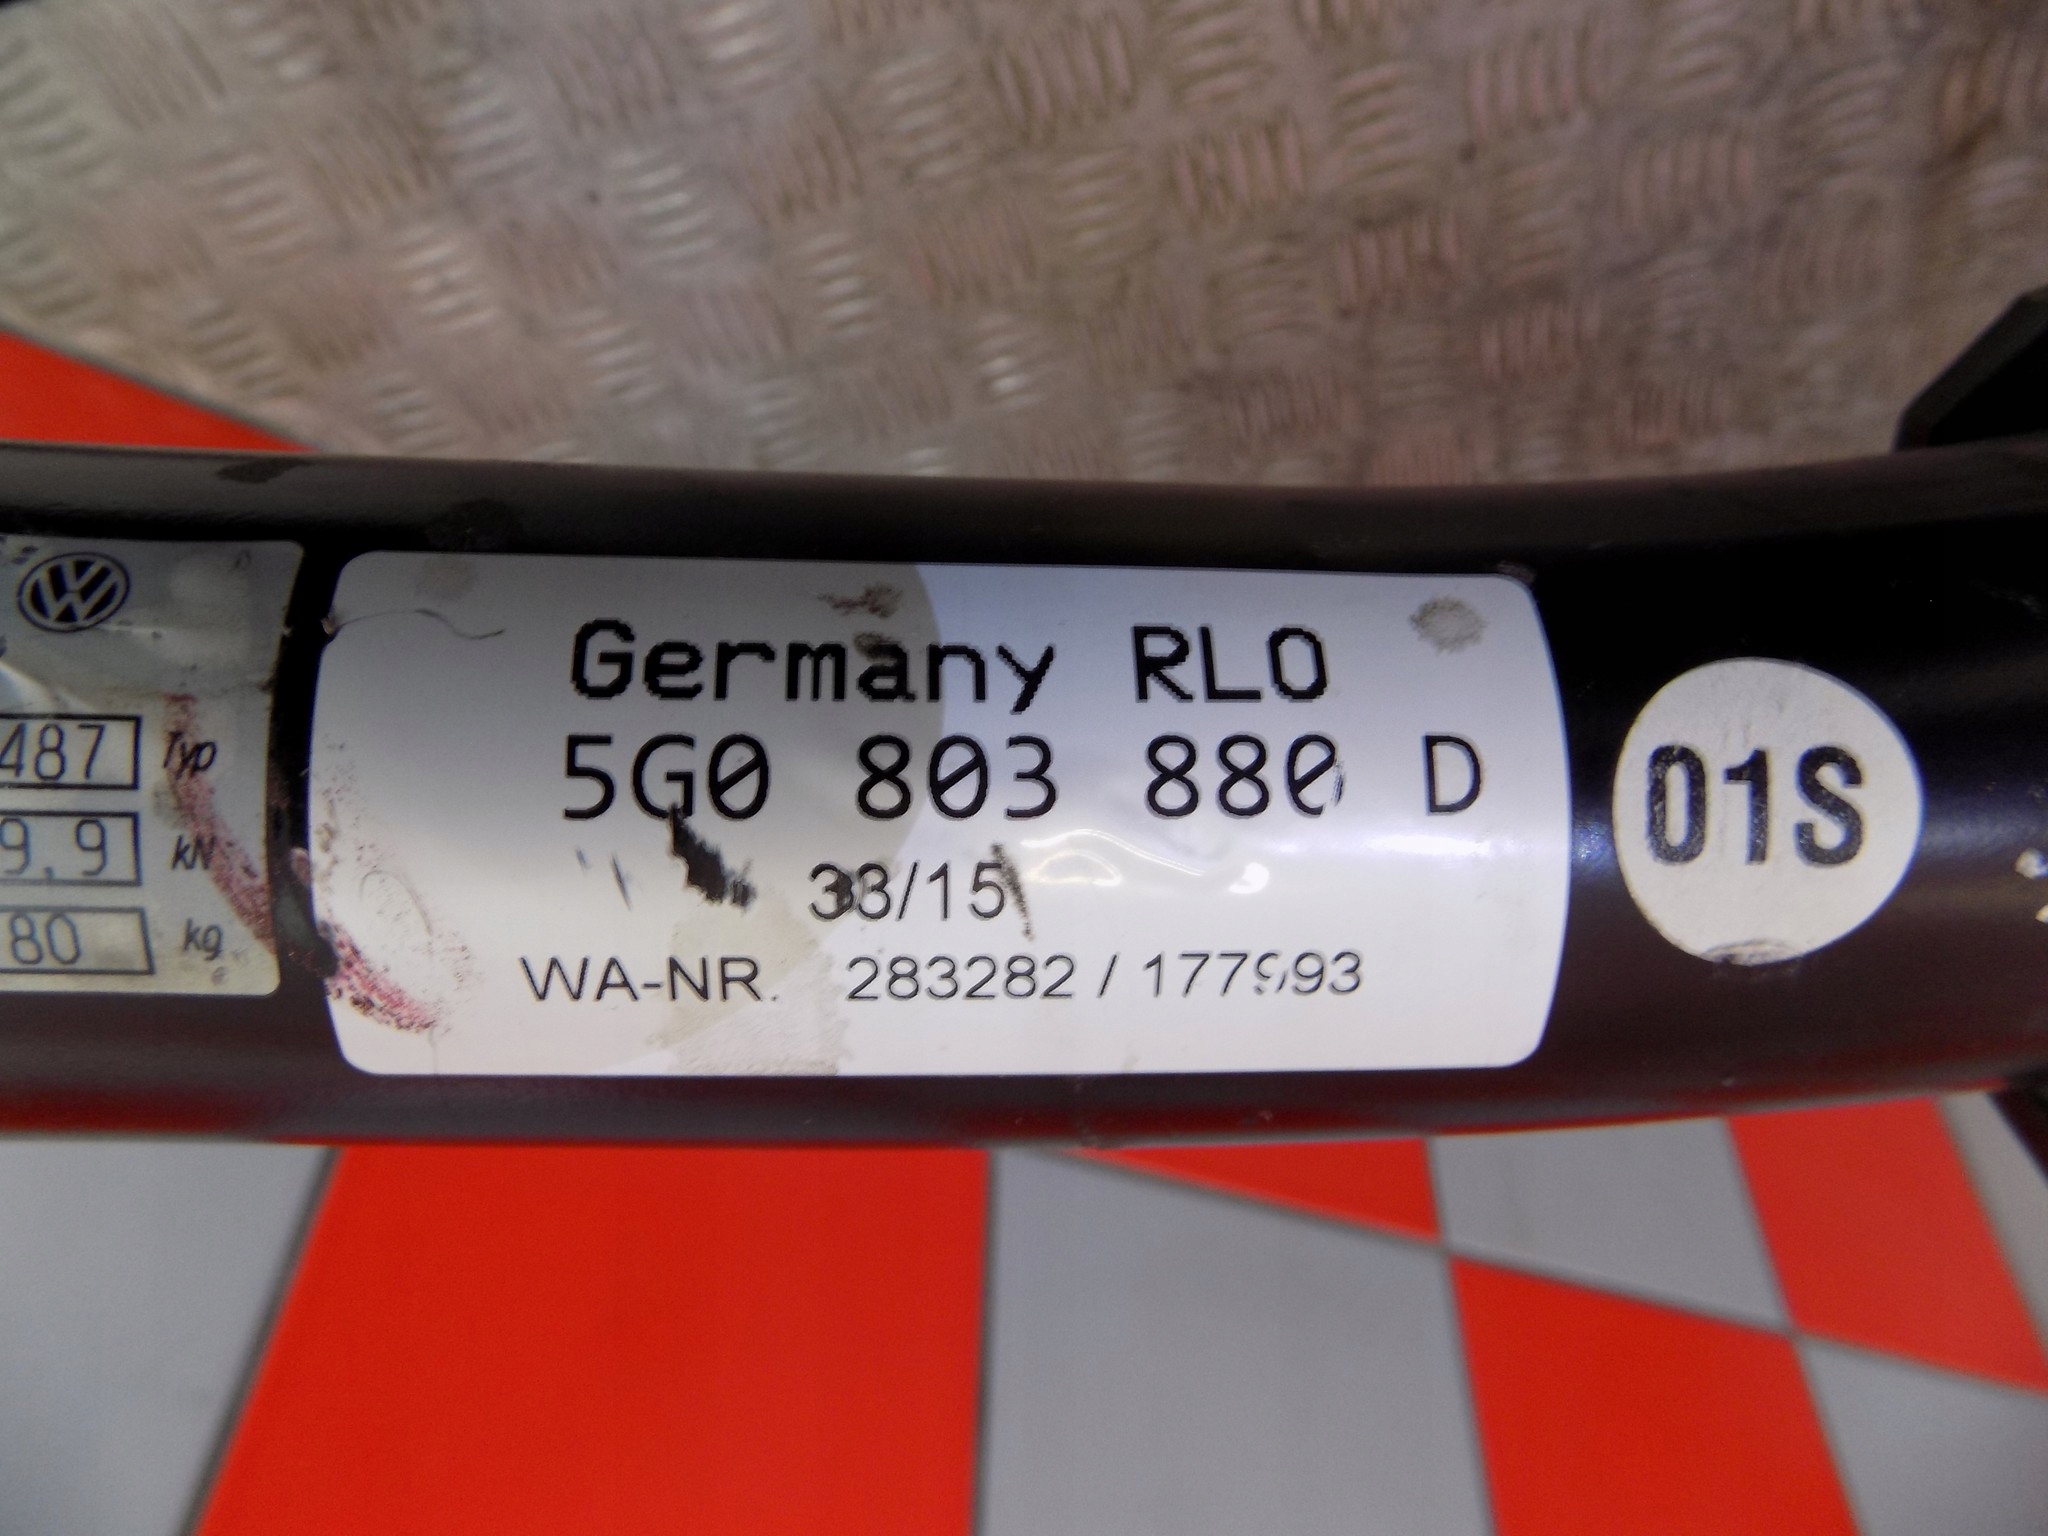 487 Typ
9,9 kN
80 kg
Germany RLO
5G0 803 880 D
33/15
WA-NR. 283282 / 177993
01S